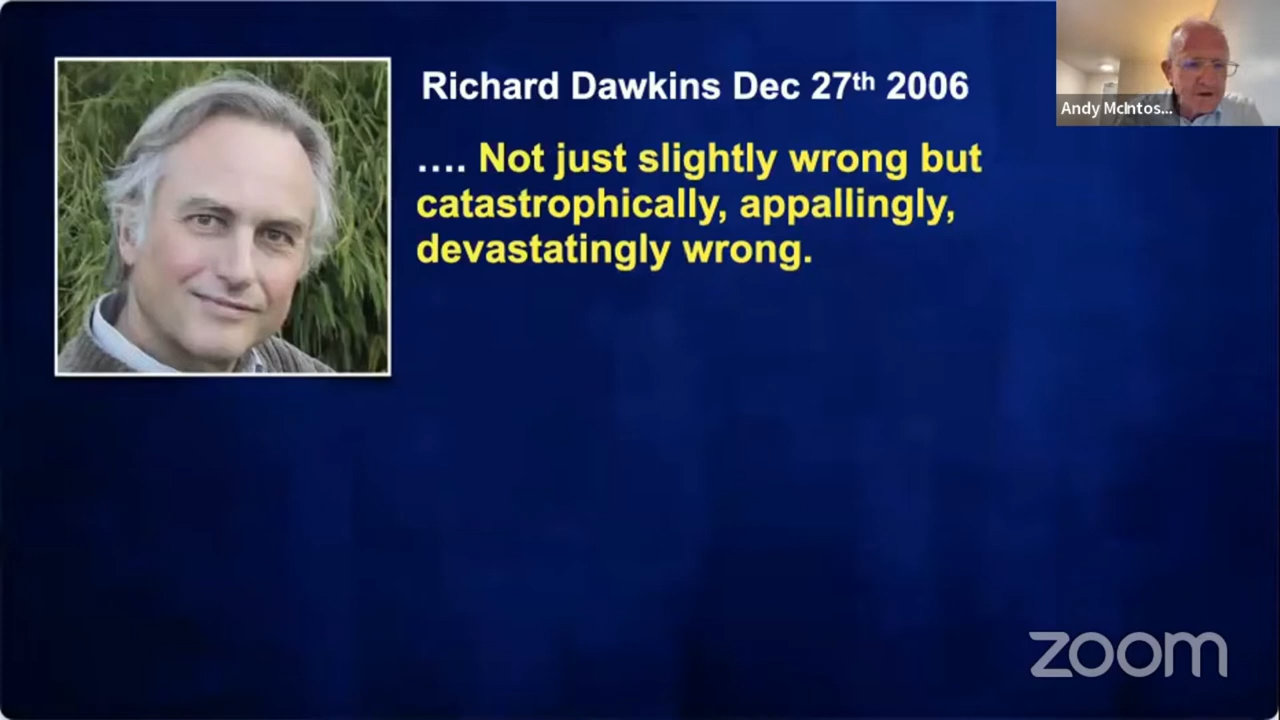 Richard Dawkins Dec 27th 2006
Andy McIntos...
.... Not just slightly wrong but
catastrophically, appallingly,
devastatingly wrong.
zoom